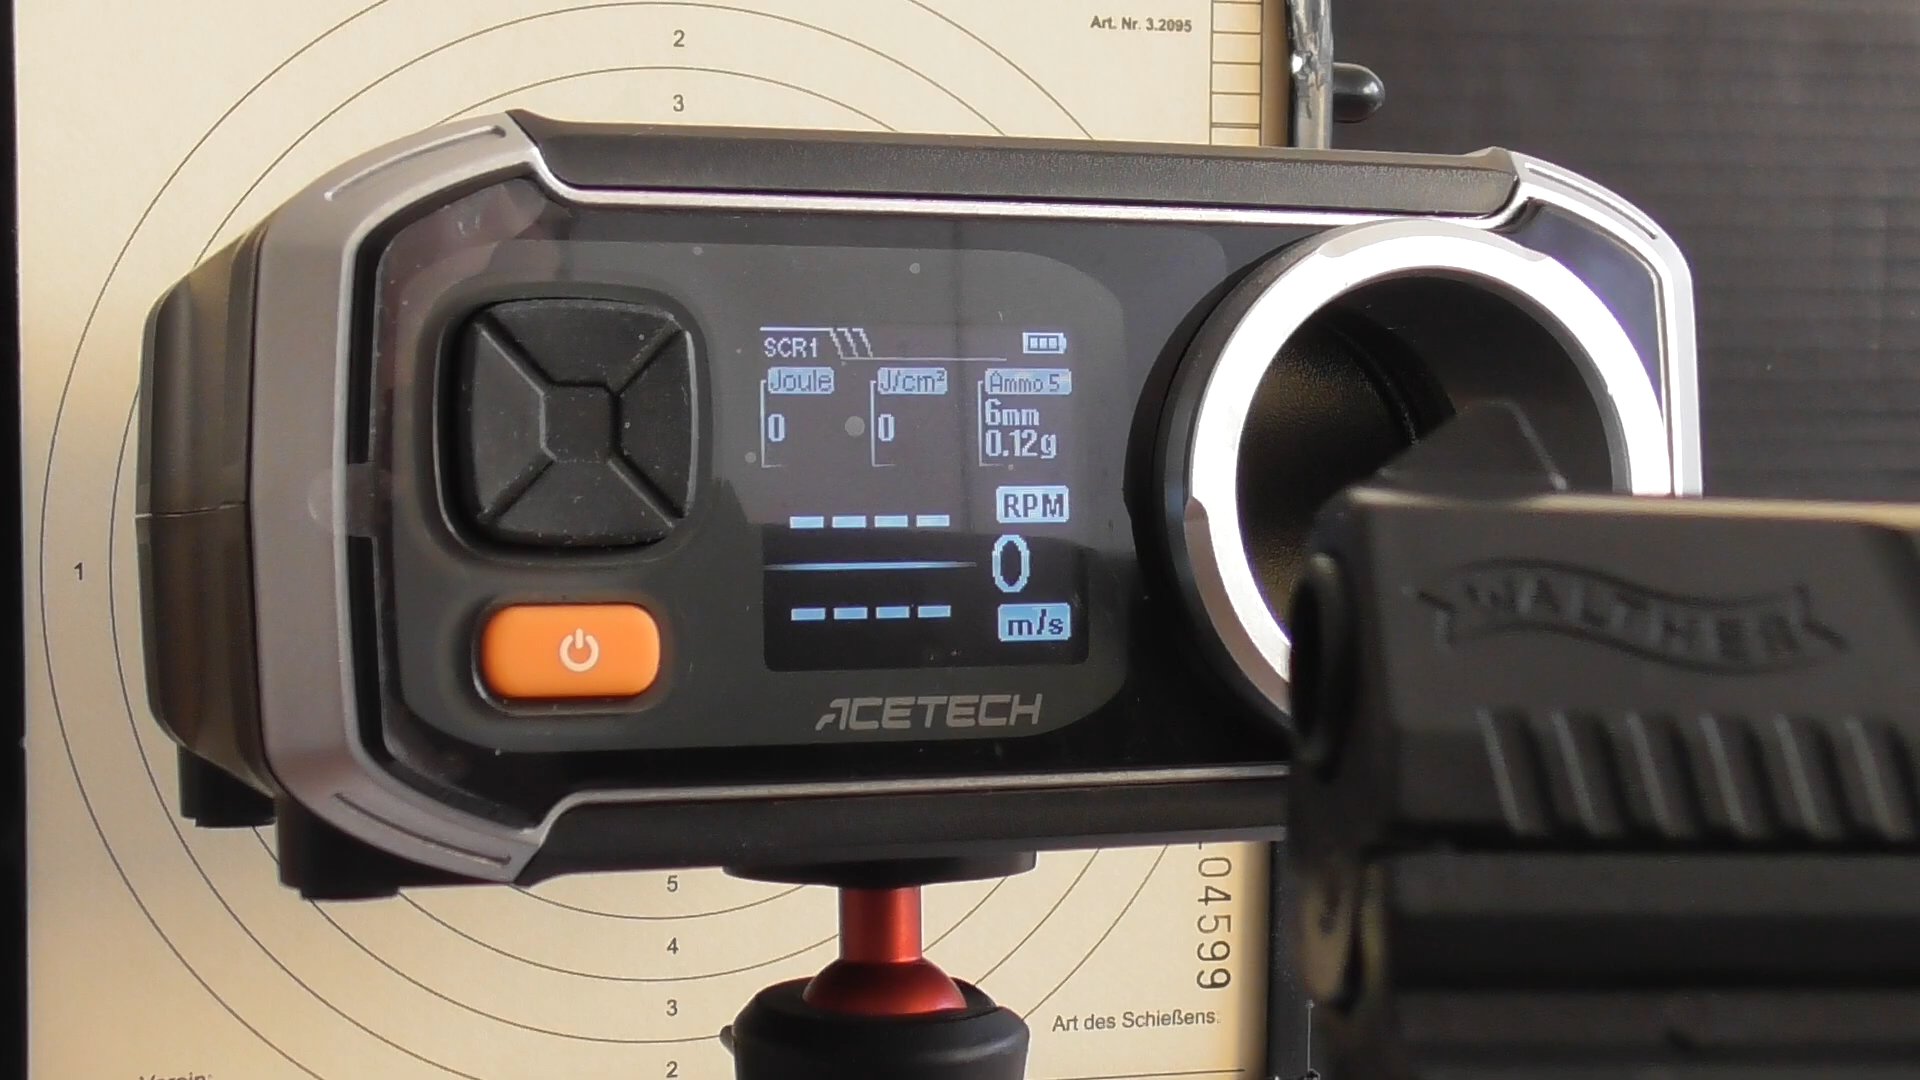 2
Art. Nr. 3.2095
3
SCR1
Joule
J/cm²
Ammo 5
0
0
6mm
0.12g
RPM
0
m/s
1
WALTHER
ACETECH
5
4
3
2
04599
Art des Schießens:
Verein: